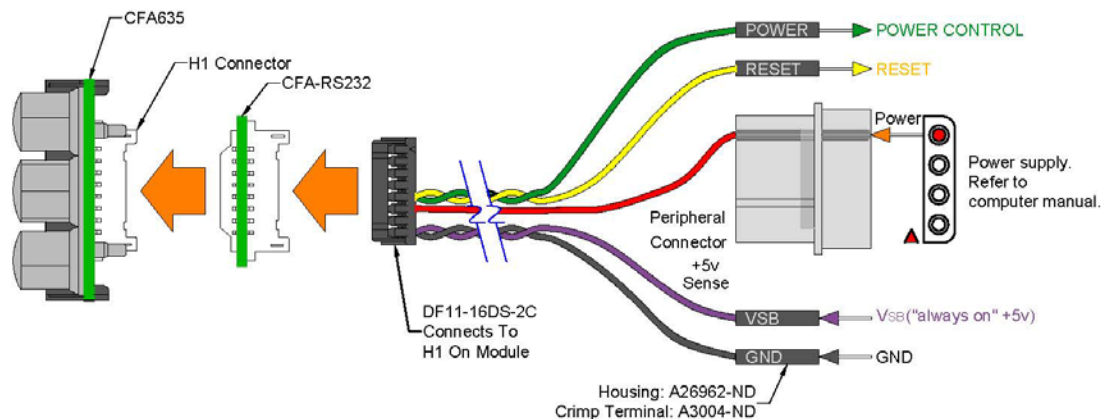 CFA635
H1 Connector
CFA-RS232
POWER
POWER CONTROL
RESET
RESET
Power
Power supply.
Refer to
computer manual.
Peripheral
Connector
+5v
Sense
DF11-16DS-2C
Connects To
H1 On Module
VSB
VSB("always on" +5v)
GND
GND
Housing: A26962-ND
Crimp Terminal: A3004-ND